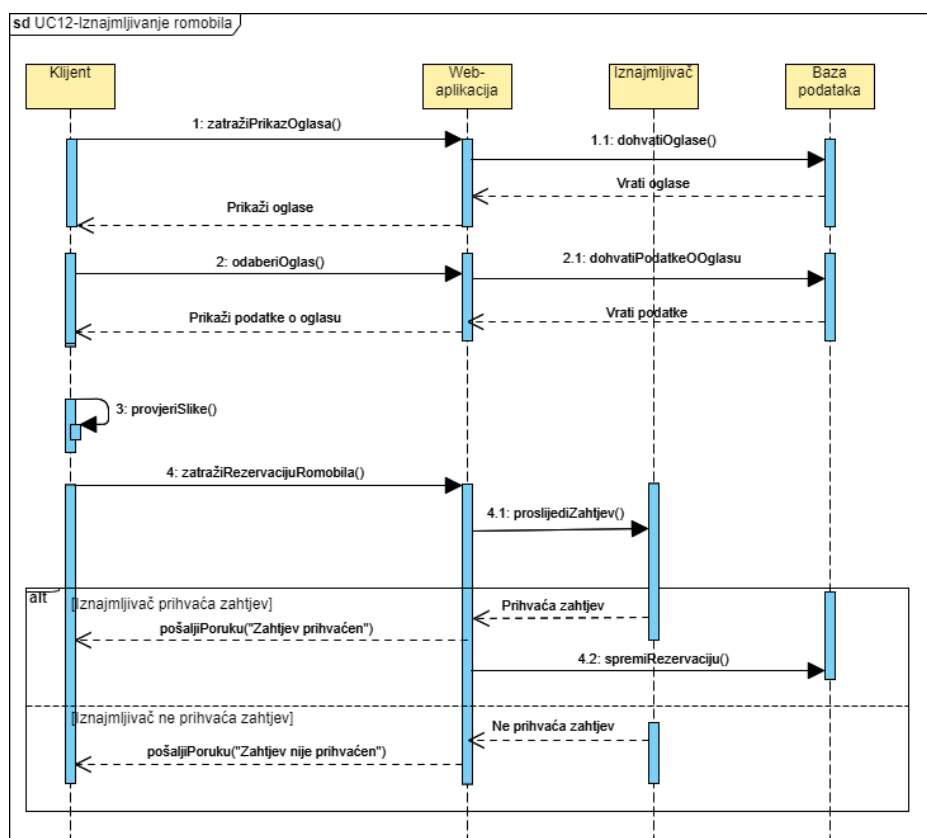 sd UC12-Iznajmljivanje romobila
Klijent
Web-
aplikacija
Iznajmljivač
Baza
podataka
1: zatražiPrikazOglasa()
1.1: dohvatiOglase()
Vrati oglase
Prikaži oglase
2: odaberiOglas()
2.1: dohvatiPodatkeOOglasu
Vrati podatke
Prikaži podatke o oglasu
3: provjeriSlike()
4: zatražiRezervacijuRomobila()
4.1: proslijediZahtjev()
alt
[Iznajmljivač prihvaća zahtjev]
Prihvaća zahtjev
pošaljiPoruku("Zahtjev prihvaćen")
4.2: spremiRezervaciju()
[Iznajmljivač ne prihvaća zahtjev]
Ne prihvaća zahtjev
pošaljiPoruku("Zahtjev nije prihvaćen")